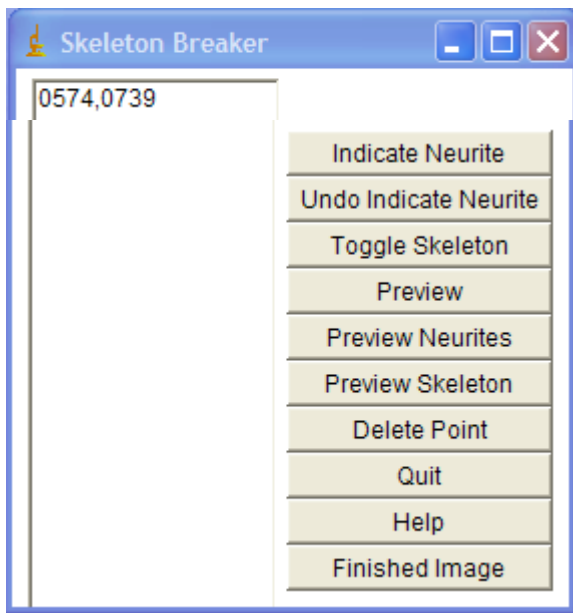 Skeleton Breaker
0574,0739
Indicate Neurite
Undo Indicate Neurite
Toggle Skeleton
Preview
Preview Neurites
Preview Skeleton
Delete Point
Quit
Help
Finished Image